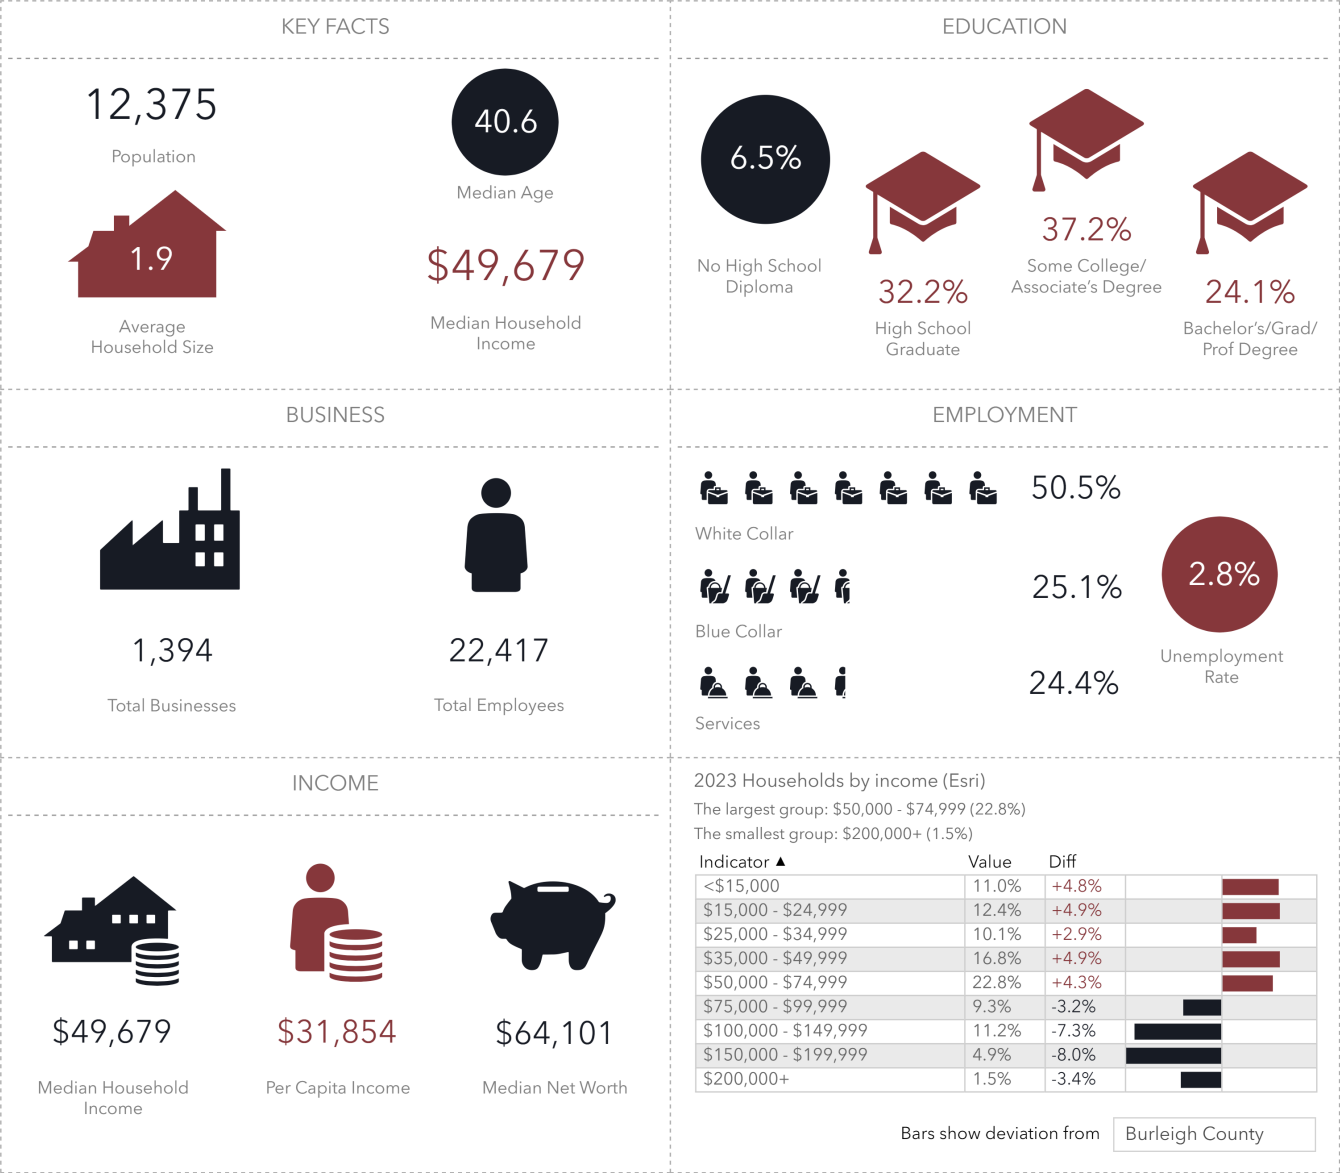 KEY FACTS
12,375
Population
40.6
Median Age
1.9
Average
Household Size
$49,679
Median Household
Income
EDUCATION
6.5%
No High School
Diploma
32.2%
High School
Graduate
37.2%
Some College/
Associate's Degree
24.1%
Bachelor's/Grad/
Prof Degree
BUSINESS
1,394
Total Businesses
22,417
Total Employees
EMPLOYMENT
50.5%
White Collar
25.1%
Blue Collar
24.4%
Services
2.8%
Unemployment
Rate
INCOME
$49,679
Median Household
Income
$31,854
Per Capita Income
$64,101
Median Net Worth
2023 Households by income (Esri)
The largest group: $50,000 - $74,999 (22.8%)
The smallest group: $200,000+ (1.5%)
Indicator ▲ Value Diff
<$15,000 11.0% +4.8%
$15,000 - $24,999 12.4% +4.9%
$25,000 - $34,999 10.1% +2.9%
$35,000 - $49,999 16.8% +4.9%
$50,000 - $74,999 22.8% +4.3%
$75,000 - $99,999 9.3% -3.2%
$100,000 - $149,999 11.2% -7.3%
$150,000 - $199,999 4.9% -8.0%
$200,000+ 1.5% -3.4%
Bars show deviation from Burleigh County